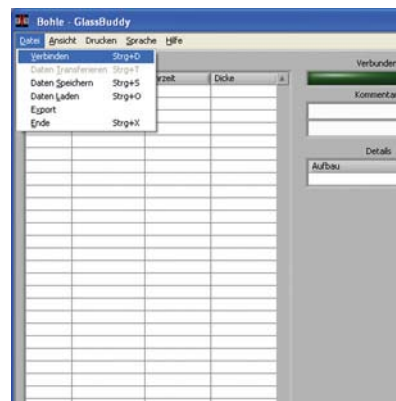 Bohle - GlassBuddy
Datei Ansicht Drucken Sprache Hilfe
Verbinden Strg+D
Daten Transferieren Strg+T
Daten Speichern Strg+S
Daten Laden Strg+O
Export
Ende Strg+X
rzeit Dicke
Verbunden
Kommenta
Details
Aufbau